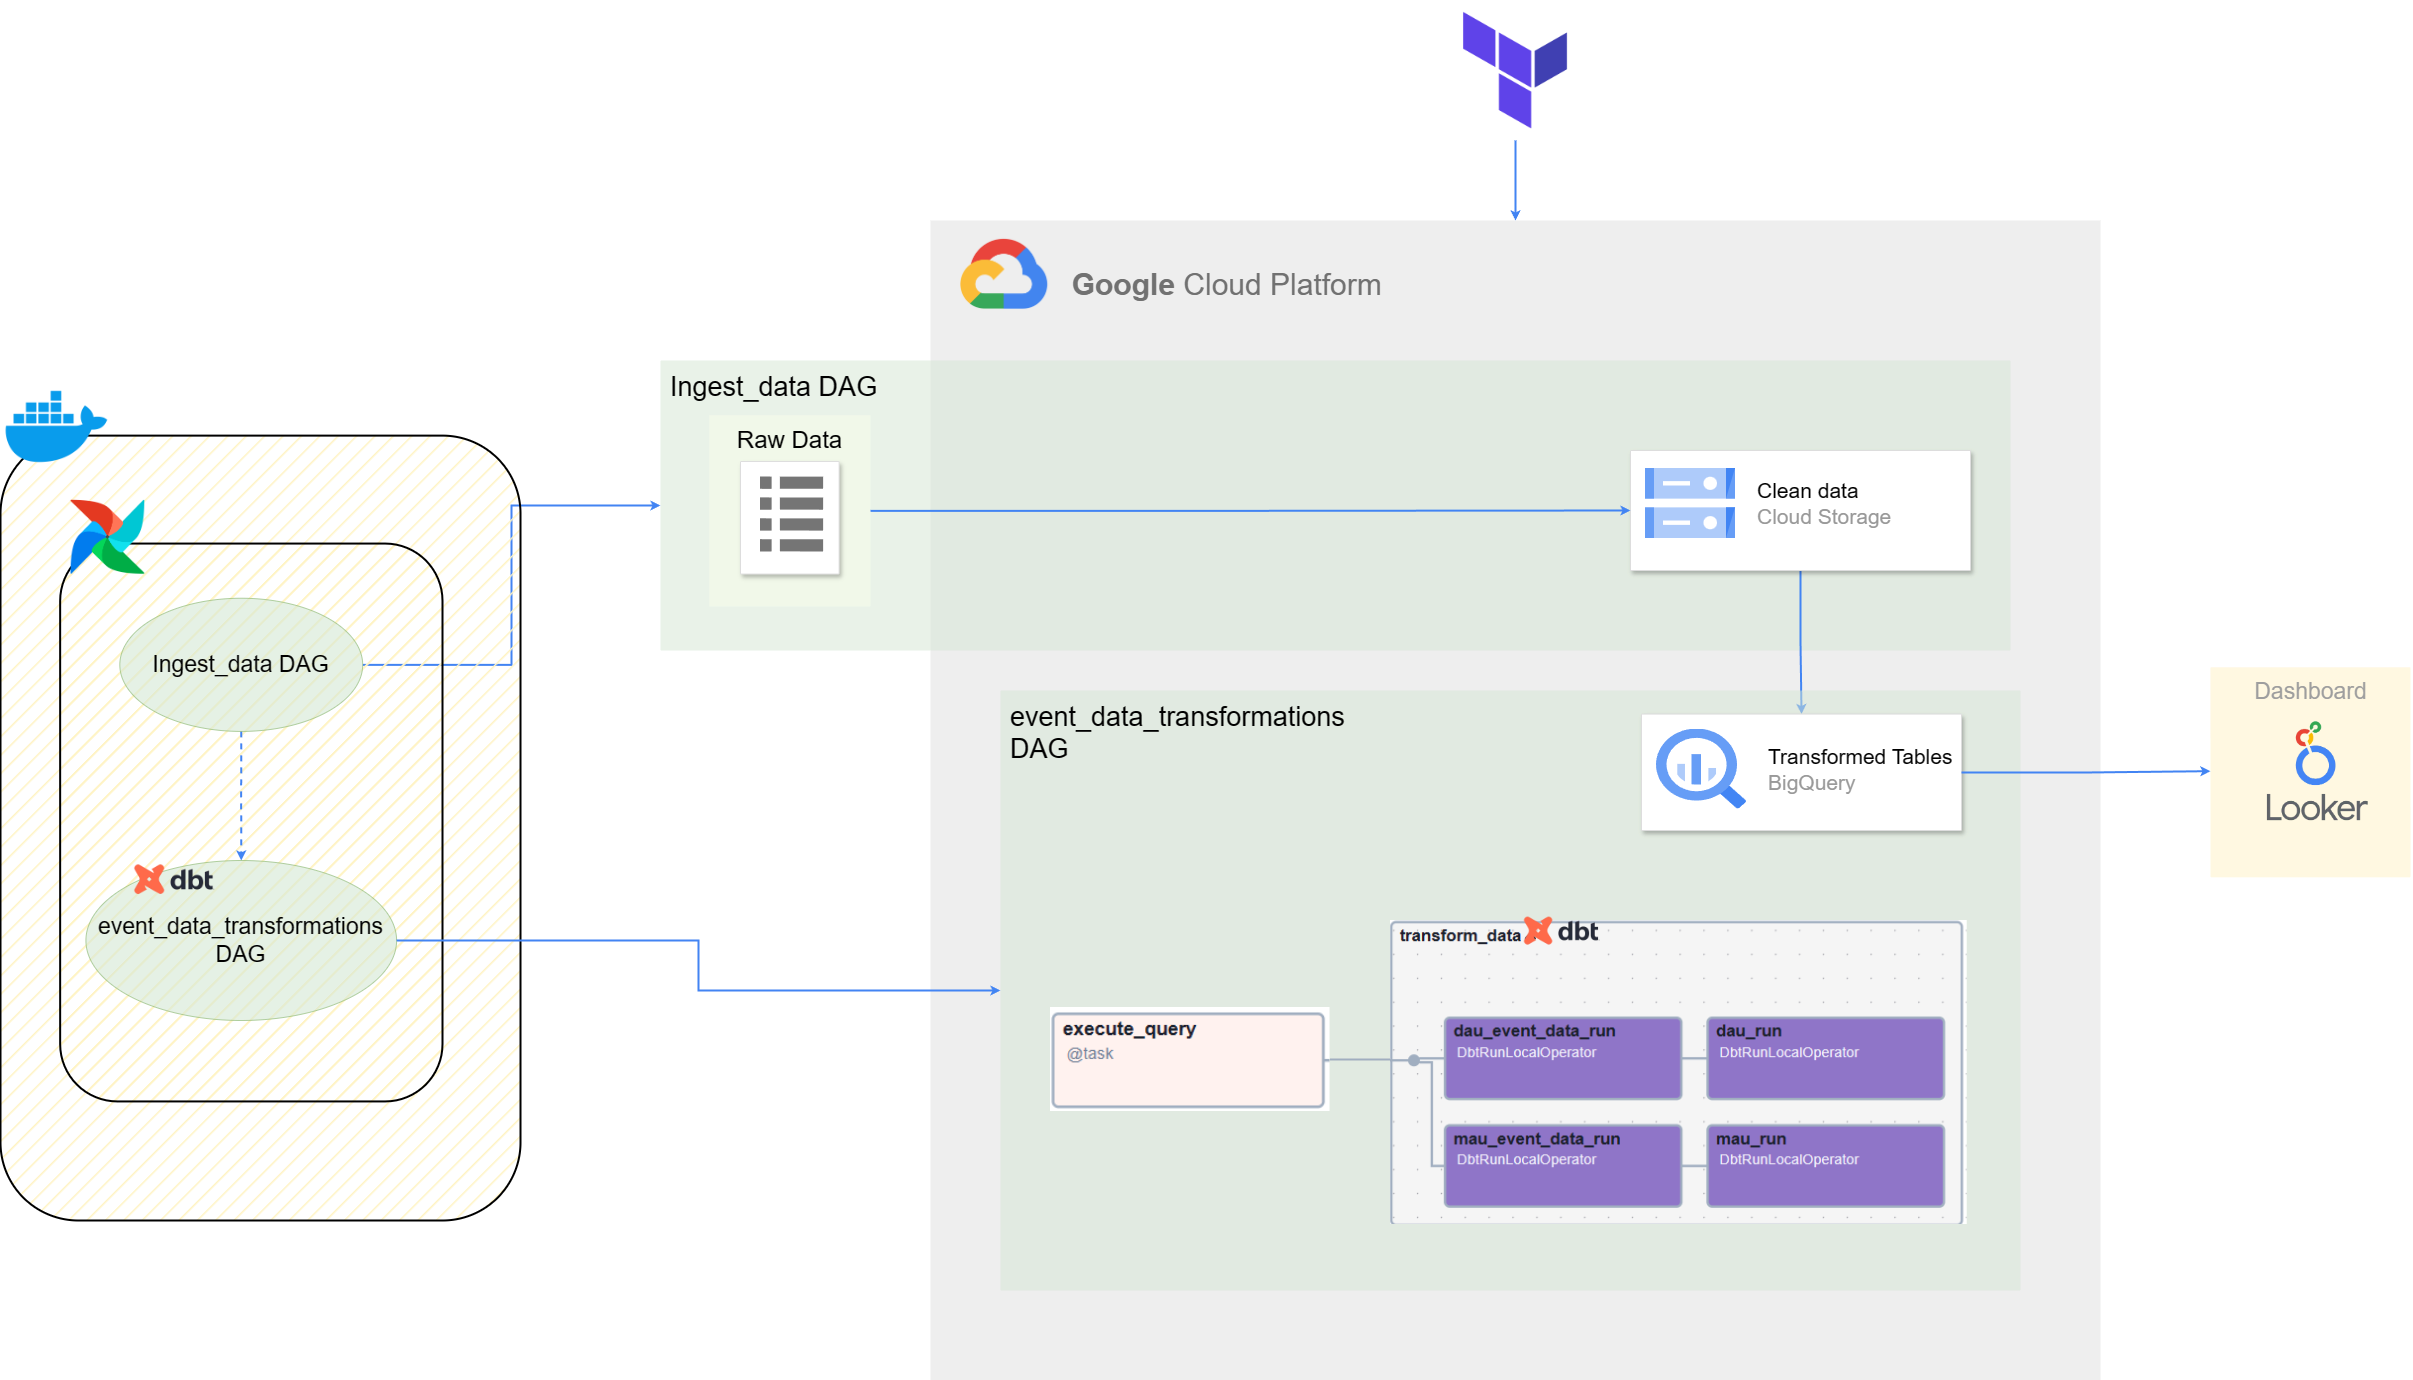 Google Cloud Platform
Ingest_data DAG
Raw Data
Clean data
Cloud Storage
Ingest_data DAG
dbt
event_data_transformations
DAG
event_data_transformations
DAG
Transformed Tables
BigQuery
Dashboard
Looker
transform_data
dbt
execute_query
@task
dau_event_data_run
DbtRunLocalOperator
dau_run
DbtRunLocalOperator
mau_event_data_run
DbtRunLocalOperator
mau_run
DbtRunLocalOperator